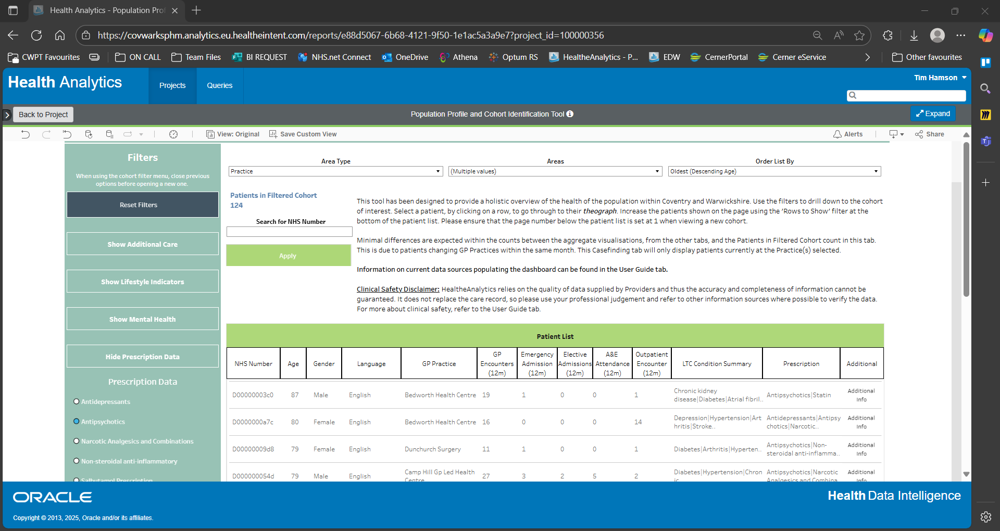 Health Analytics - Population Prof
https://covwarksphm.analytics.eu.healtheintent.com/reports/e88d5067-6b68-4121-9f50-1e1ac5a3a9e7?project_id=100000356
CWPT Favourites
ON CALL
Team Files
BI REQUEST
NHS.net Connect
OneDrive
Athena
Optum RS
HealtheAnalytics - P...
EDW
CernerPortal
Cerner eService
Other favourites
Health Analytics
Projects
Queries
Tim Hamson
Back to Project
Population Profile and Cohort Identification Tool
Expand
View: Original
Save Custom View
Alerts
Share
Filters
When using the cohort filter menu, close previous
options before opening a new one.
Reset Filters
Show Additional Care
Show Lifestyle Indicators
Show Mental Health
Hide Prescription Data
Prescription Data
Antidepressants
Antipsychotics
Narcotic Analgesics and Combinations
Non-steroidal anti-inflammatory
Salbutamol Prescription
Area Type
Practice
Areas
(Multiple values)
Order List By
Oldest (Descending Age)
Patients in Filtered Cohort
124
Search for NHS Number
Apply
This tool has been designed to provide a holistic overview of the health of the population within Coventry and Warwickshire. Use the filters to drill down to the cohort
of interest. Select a patient, by clicking on a row, to go through to their theograph. Increase the patients shown on the page using the 'Rows to Show' filter at the
bottom of the patient list. Please ensure that the page number below the patient list is set at 1 when viewing a new cohort.
Minimal differences are expected within the counts between the aggregate visualisations, from the other tabs, and the Patients in Filtered Cohort count in this tab.
This is due to patients changing GP Practices within the same month. This Casefinding tab will only display patients currently at the Practice(s) selected.
Information on current data sources populating the dashboard can be found in the User Guide tab.
Clinical Safety Disclaimer: HealtheAnalytics relies on the quality of data supplied by Providers and thus the accuracy and completeness of information cannot be
guaranteed. It does not replace the care record, so please use your professional judgement and refer to other information sources where possible to verify the data.
For more about clinical safety, refer to the User Guide tab.
Patient List
NHS Number
Age
Gender
Language
GP Practice
GP
Encounters
(12m)
Emergency
Admission
(12m)
Elective
Admissions
(12m)
A&E
Attendance
(12m)
Outpatient
Encounter
(12m)
LTC Condition Summary
Prescription
Additional
D00000003c0
87
Male
English
Bedworth Health Centre
19
1
0
0
1
Chronic kidney
disease|Diabetes|Atrial fibril..
Antipsychotics|Statin
Additional
Info
D0000000a7c
80
Female
English
Bedworth Health Centre
16
0
0
0
14
Depression|Hypertension|Art
hritis|Stroke..
Antidepressants|Antipsy
chotics|Narcotic..
Additional
Info
D00000009d8
79
Female
English
Dunchurch Surgery
11
1
0
0
1
Diabetes|Arthritis|Hyperten..
Antipsychotics|Non-
steroidal anti-inflamma..
Additional
Info
D000000054d
79
Male
English
Camp Hill Gp Led Health
Centre
27
3
2
5
2
Diabetes|Hypertension|Chron
ic
Antipsychotics|Narcotic
Analgesics and Combina
Additional
Info
ORACLE
Copyright © 2013, 2025, Oracle and/or its affiliates.
Health Data Intelligence